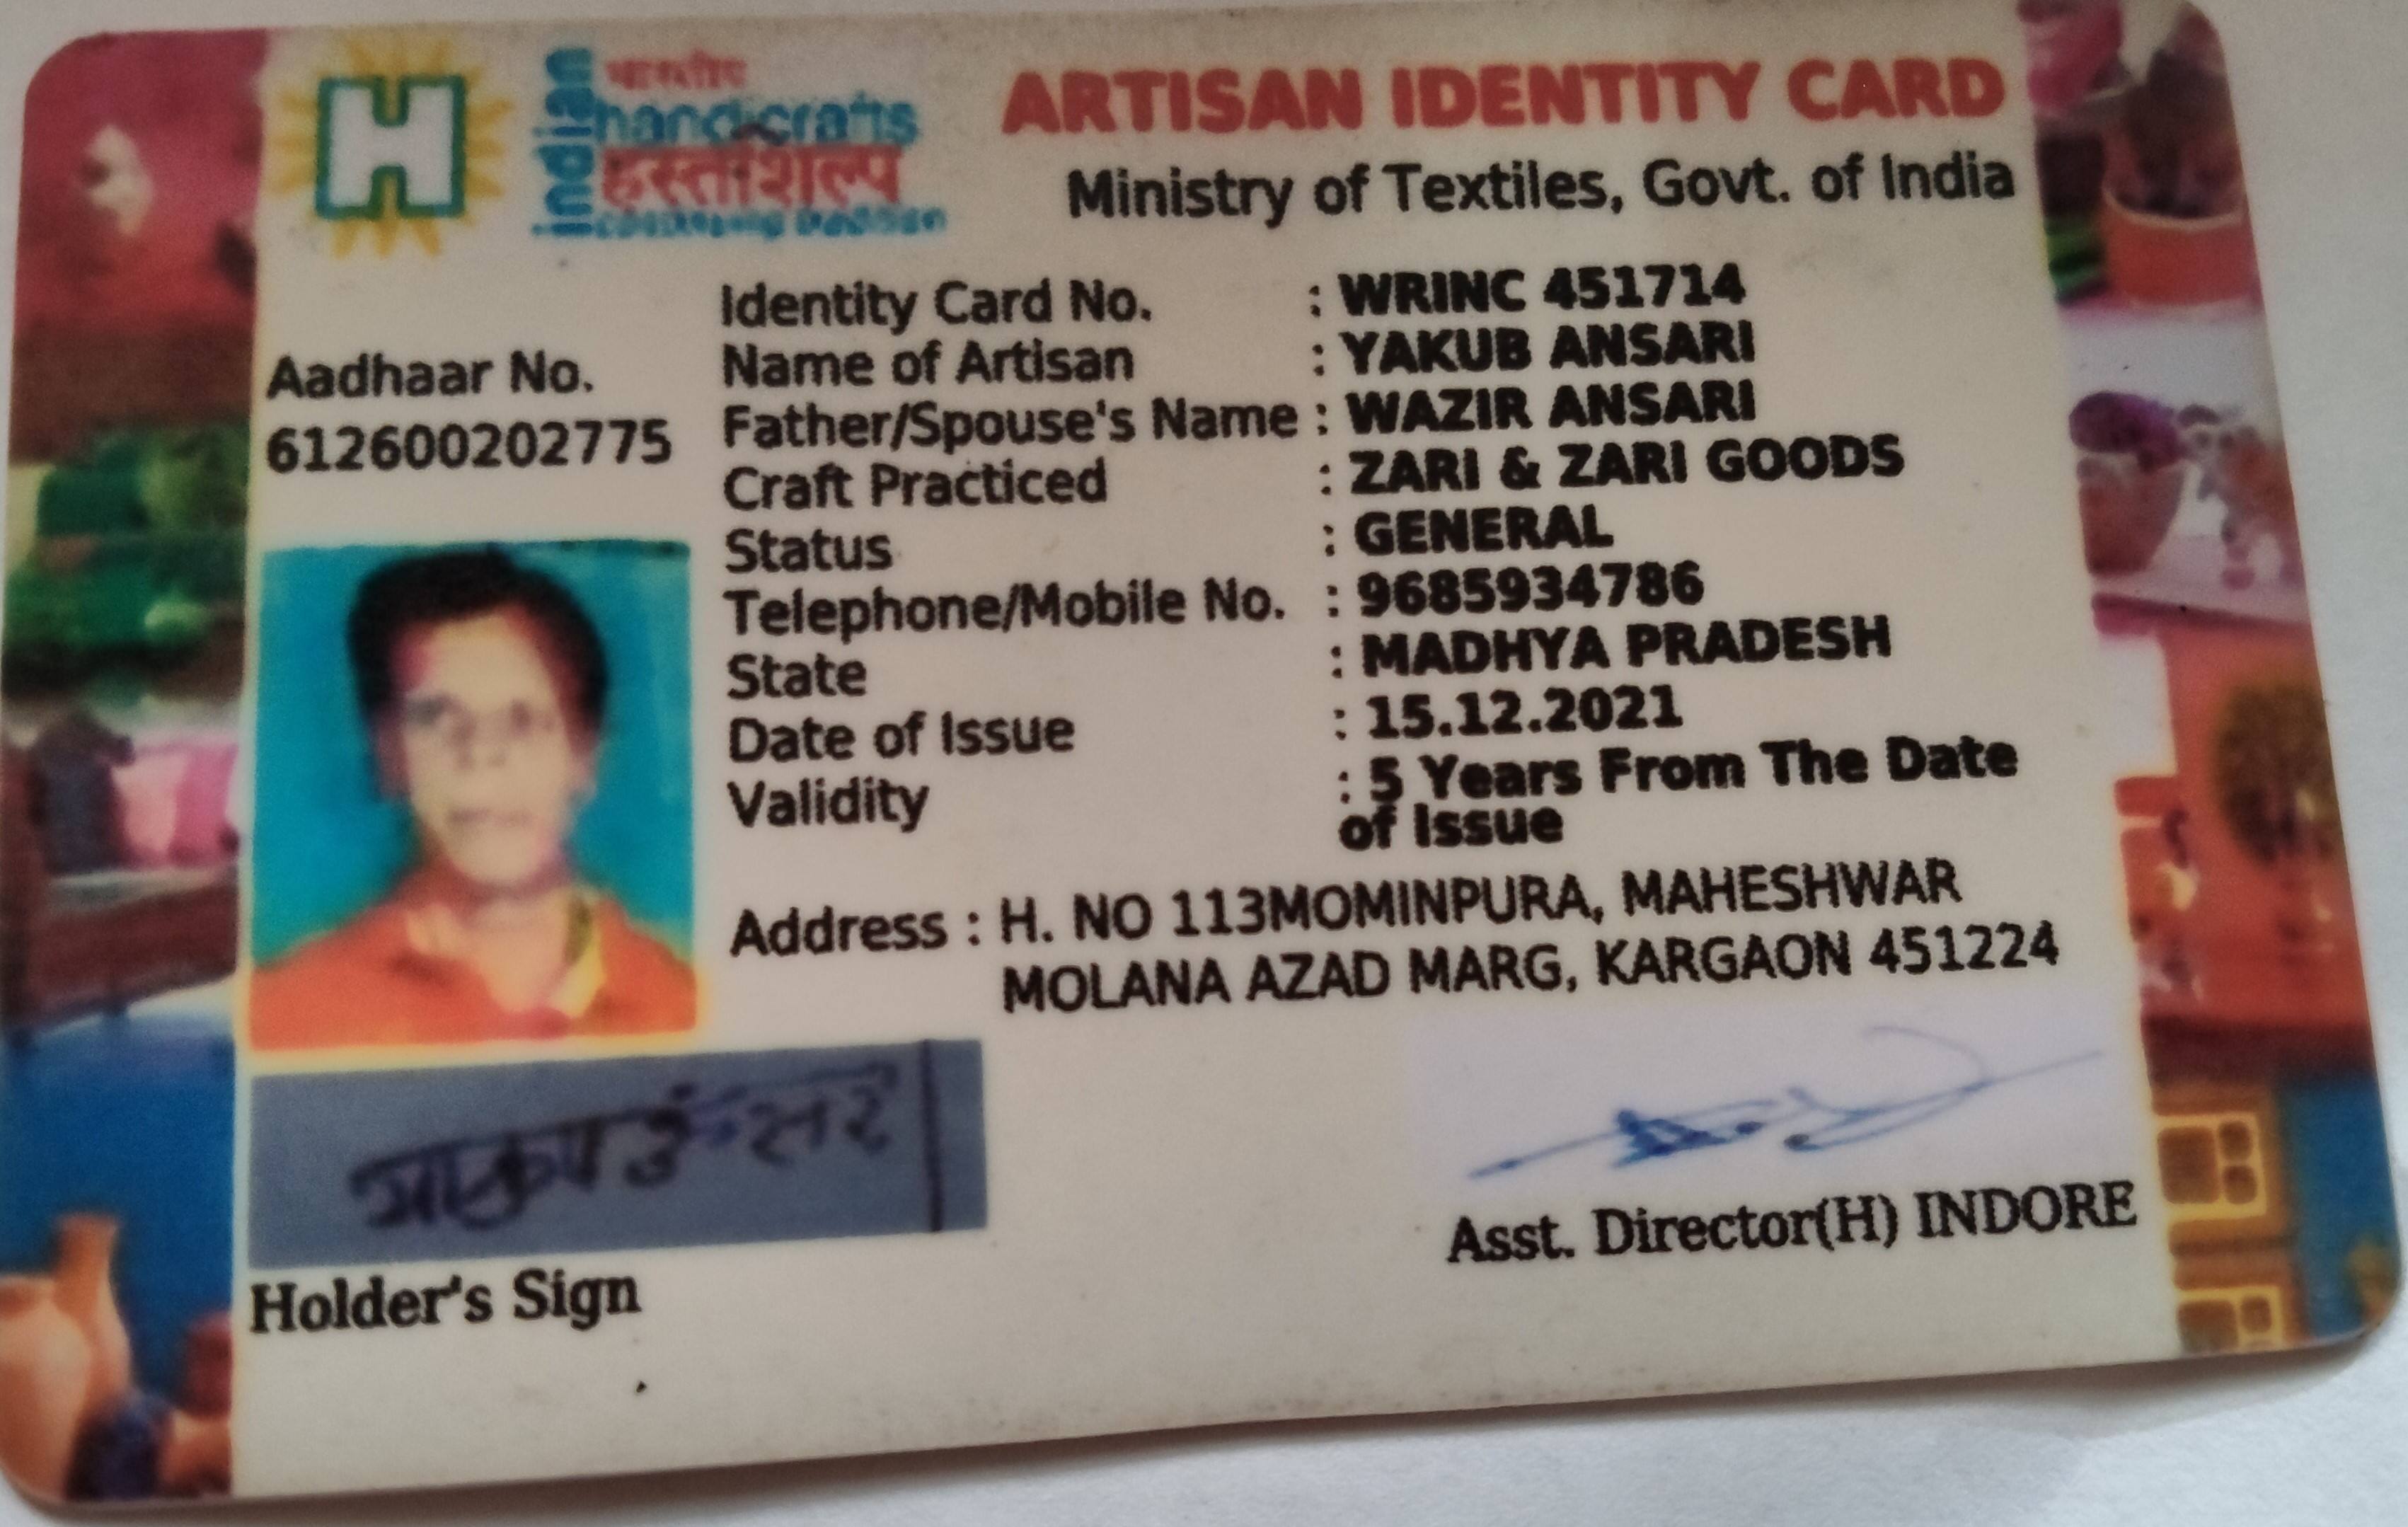 भारतीय
indian handicrafts
हस्तशिल्प
ARTISAN IDENTITY CARD
Ministry of Textiles, Govt. of India
Aadhaar No.
612600202775
Identity Card No. : WRINC 451714
Name of Artisan : YAKUB ANSARI
Father/Spouse's Name : WAZIR ANSARI
Craft Practiced : ZARI & ZARI GOODS
Status : GENERAL
Telephone/Mobile No. : 9685934786
State : MADHYA PRADESH
Date of Issue : 15.12.2021
Validity : 5 Years From The Date
of Issue
Address : H. NO 113MOMINPURA, MAHESHWAR
MOLANA AZAD MARG, KARGAON 451224
Holder's Sign
Asst. Director(H) INDORE